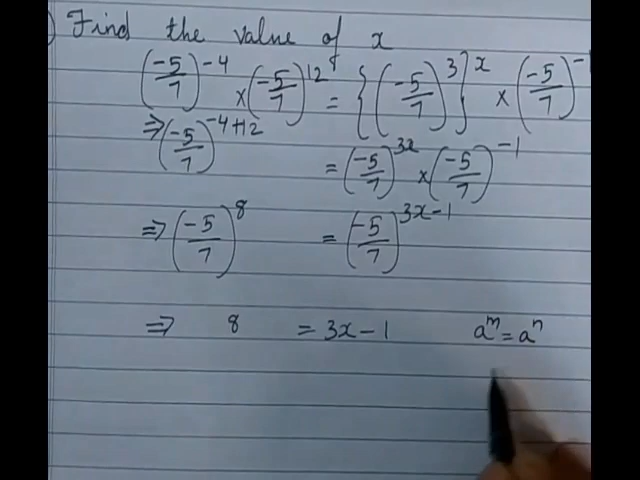 ) Find the value of x
(-5/7)^-4 × (-5/7)^12 = {(-5/7)^3}^x × (-5/7)^-1
⇒ (-5/7)^-4+12 = (-5/7)^3x × (-5/7)^-1
⇒ (-5/7)^8 = (-5/7)^3x-1
⇒ 8 = 3x-1 a^m = a^n